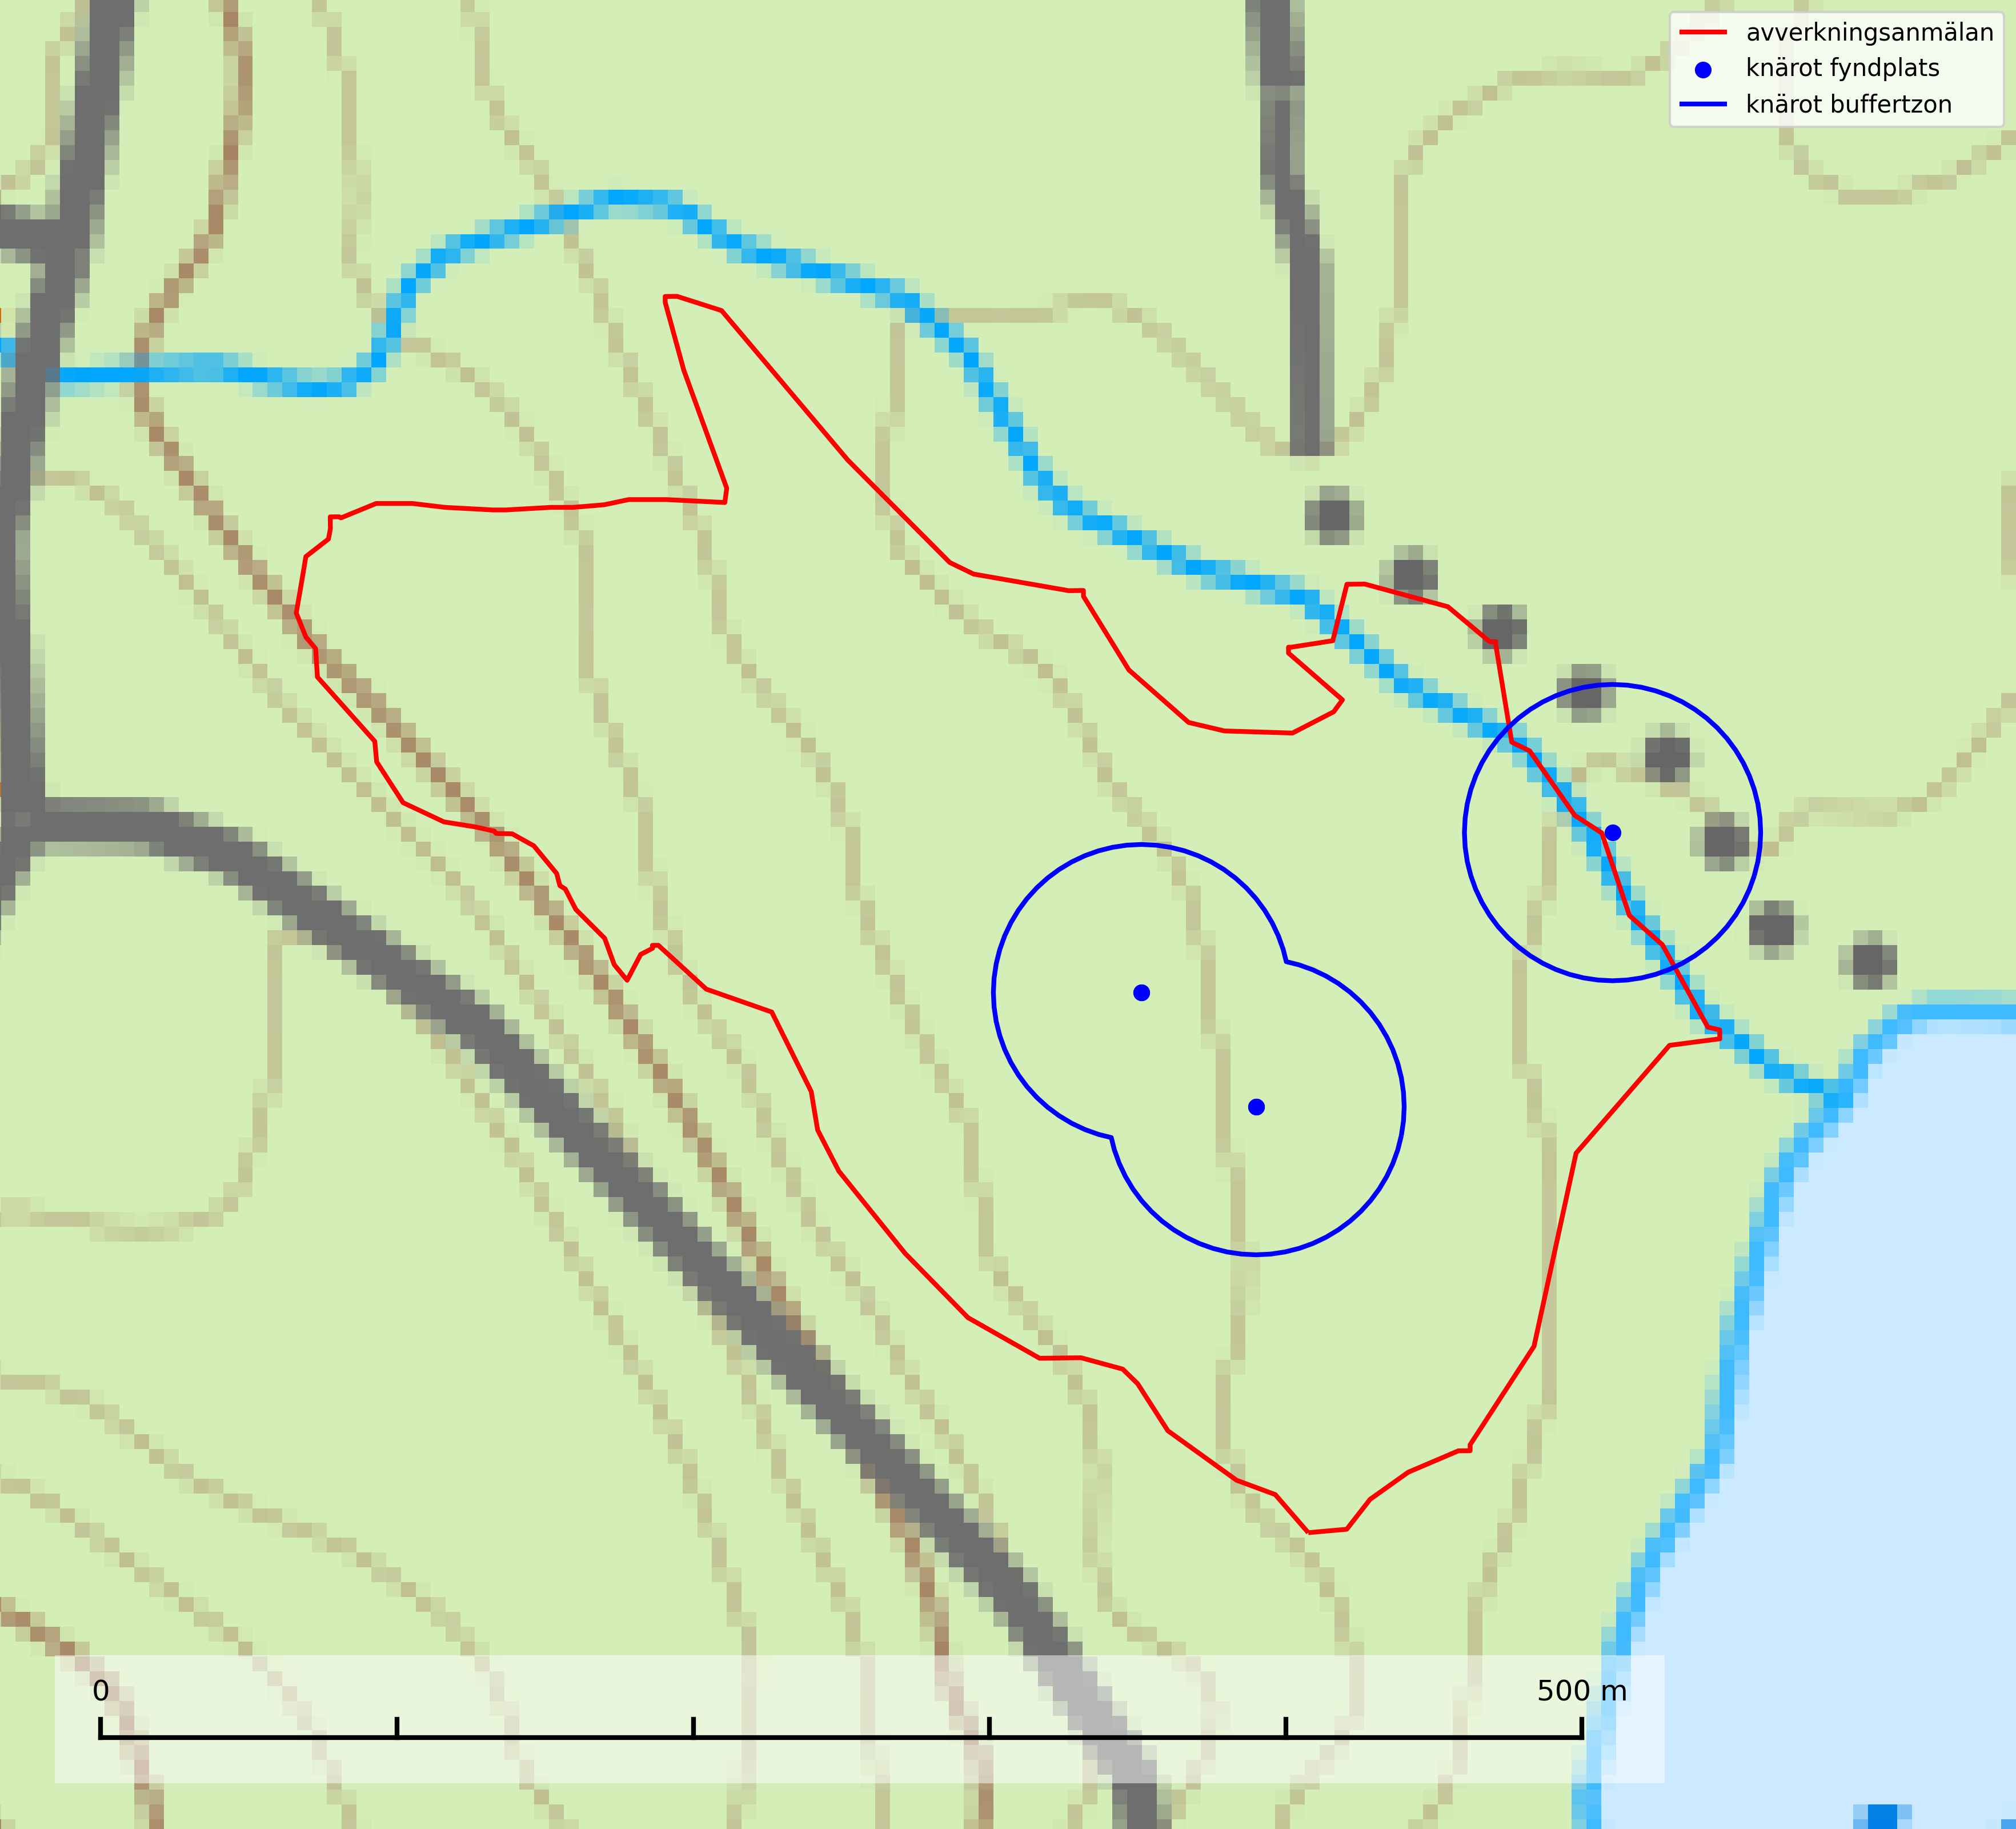 avverkningsanmälan
knärot fyndplats
knärot buffertzon
0
500 m